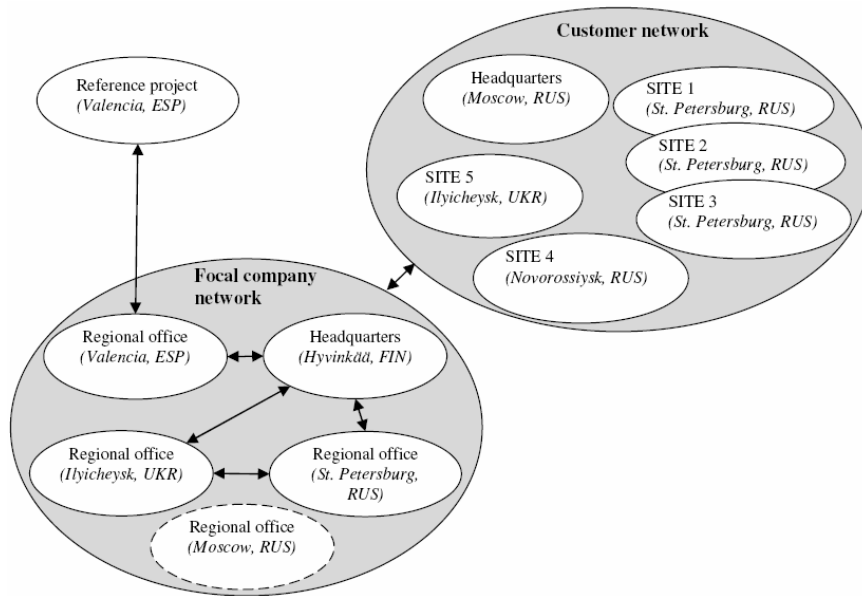 Customer network
Reference project
(Valencia, ESP)
Headquarters
(Moscow, RUS)
SITE 1
(St. Petersburg, RUS)
SITE 2
(St. Petersburg, RUS)
SITE 3
(St. Petersburg, RUS)
SITE 5
(Ilyicheysk, UKR)
SITE 4
(Novorossiysk, RUS)
Focal company
network
Regional office
(Valencia, ESP)
Headquarters
(Hyvinkää, FIN)
Regional office
(Ilyicheysk, UKR)
Regional office
(St. Petersburg,
RUS)
Regional office
(Moscow, RUS)